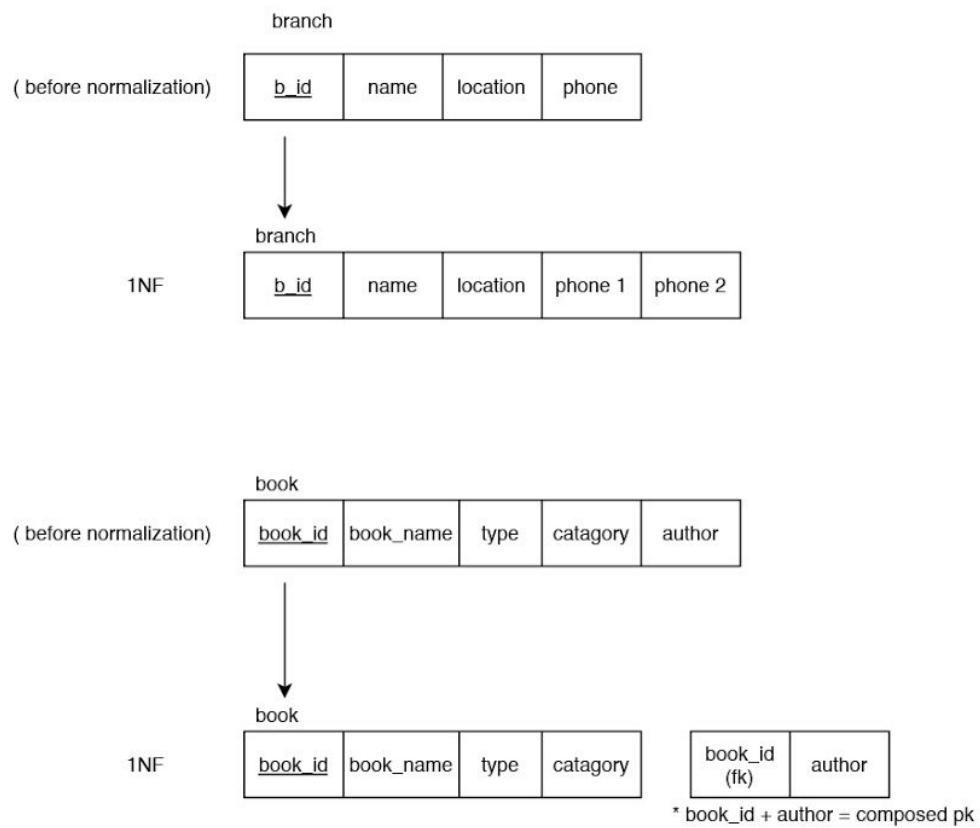 branch
( before normalization) b_id name location phone
branch
1NF b_id name location phone 1 phone 2
book
( before normalization) book_id book_name type catagory author
book
1NF book_id book_name type catagory book_id author
(fk)
* book_id + author = composed pk